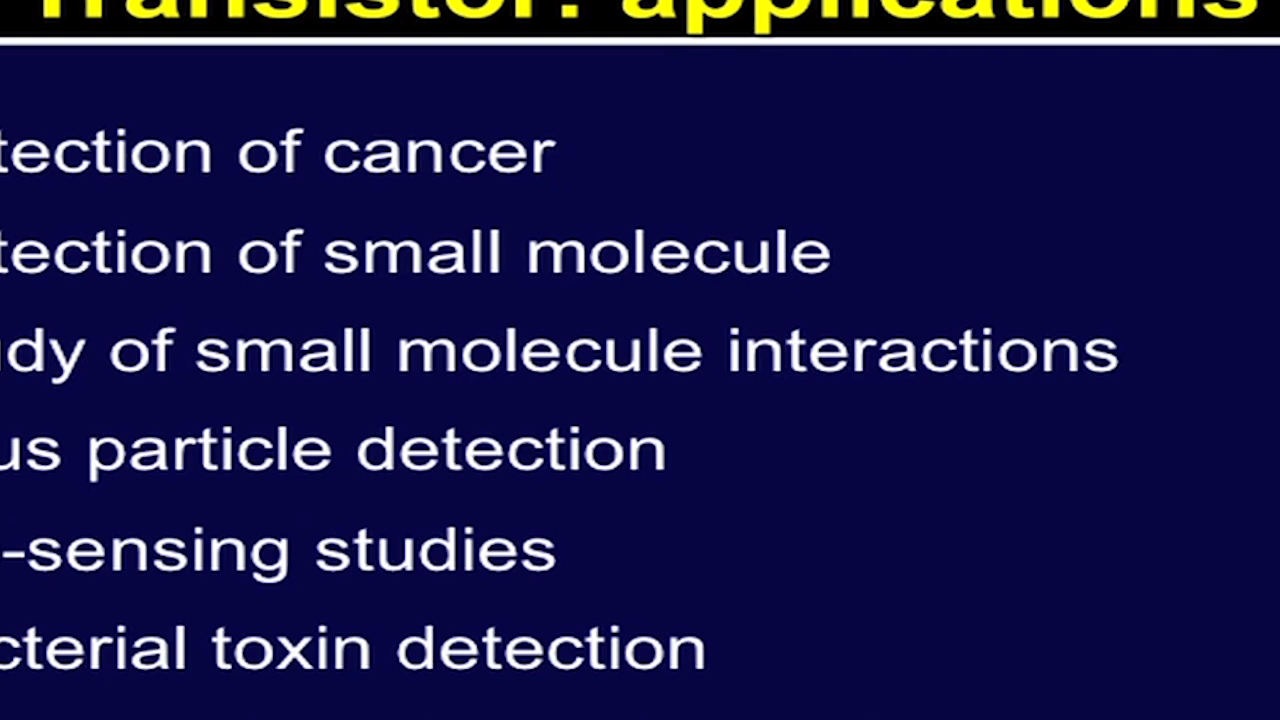 Transistor: applications
tection of cancer
tection of small molecule
dy of small molecule interactions
us particle detection
-sensing studies
cterial toxin detection